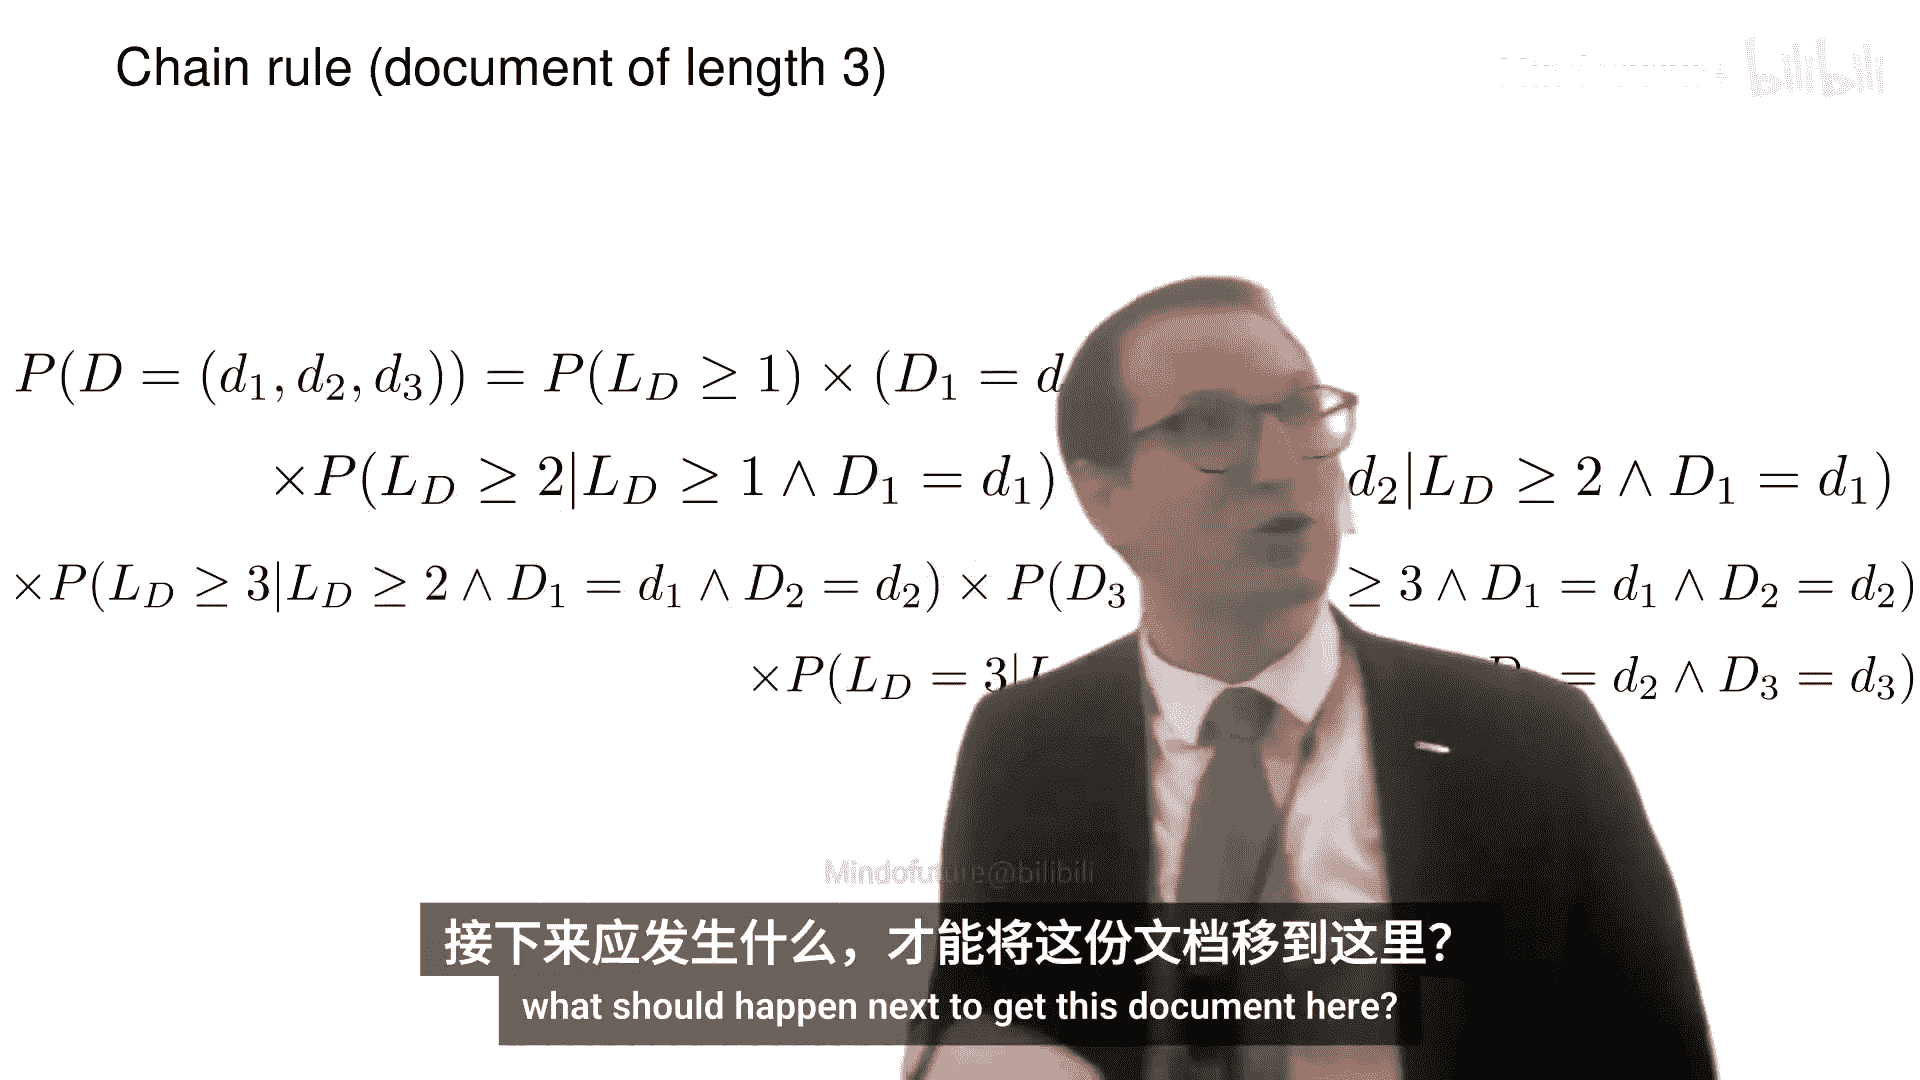 Chain rule (document of length 3)
bilibili
P(D = (d₁, d₂, d₃)) = P(L_D ≥ 1) × (D₁ = d
×P(L_D ≥ 2|L_D ≥ 1 ∧ D₁ = d₁) d₂|L_D ≥ 2 ∧ D₁ = d₁)
×P(L_D ≥ 3|L_D ≥ 2 ∧ D₁ = d₁ ∧ D₂ = d₂) × P(D₃ ≥ 3 ∧ D₁ = d₁ ∧ D₂ = d₂)
×P(L_D = 3| = d₂ ∧ D₃ = d₃)
Mindofuture@bilibili
接下来应发生什么，才能将这份文档移到这里？
what should happen next to get this document here?